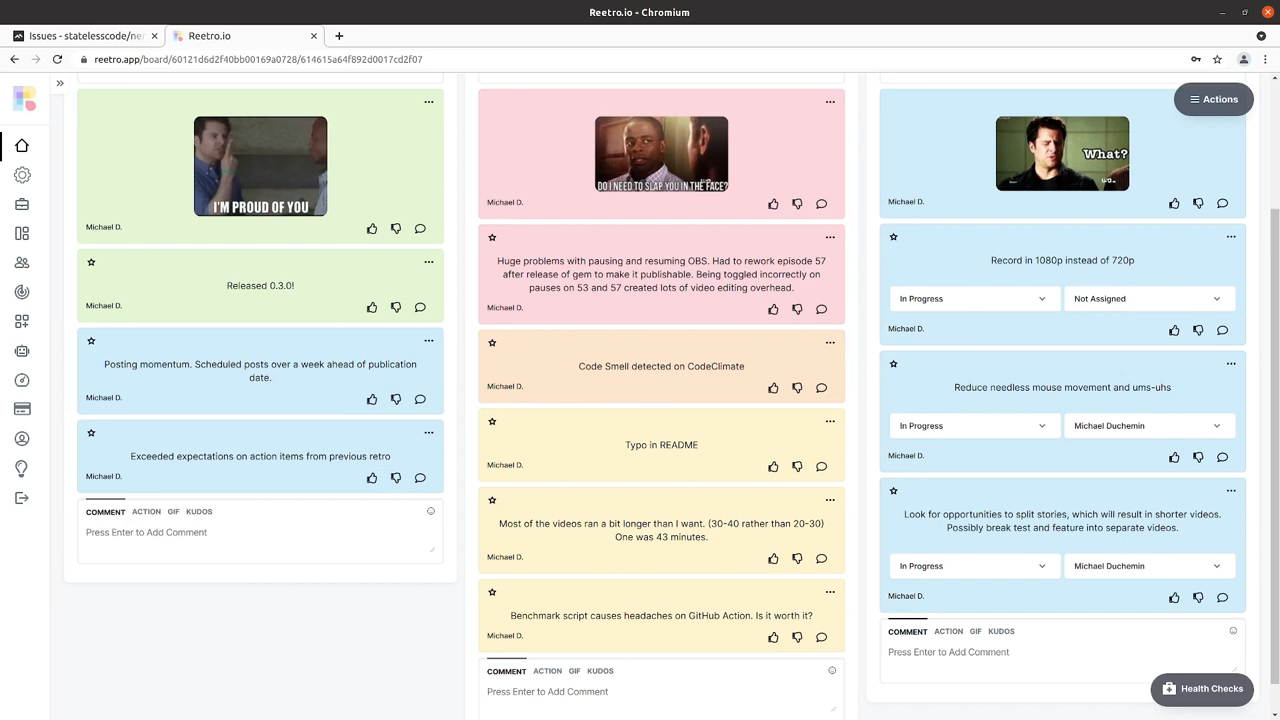 Reetro.io - Chromium
Issues - statelesscode/ner
Reetro.io
reetro.app/board/60121d6d2f40bb00169a0728/614615a64f892d0017cd2f07
Actions
I'M PROUD OF YOU
Michael D.
Released 0.3.0!
Michael D.
Posting momentum. Scheduled posts over a week ahead of publication
date.
Michael D.
Exceeded expectations on action items from previous retro
Michael D.
COMMENT ACTION GIF KUDOS
Press Enter to Add Comment
DO I NEED TO SLAP YOU IN THE FACE?
Michael D.
Huge problems with pausing and resuming OBS. Had to rework episode 57
after release of gem to make it publishable. Being toggled incorrectly on
pauses on 53 and 57 created lots of video editing overhead.
Michael D.
Code Smell detected on CodeClimate
Michael D.
Typo in README
Michael D.
Most of the videos ran a bit longer than I want. (30-40 rather than 20-30)
One was 43 minutes.
Michael D.
Benchmark script causes headaches on GitHub Action. Is it worth it?
Michael D.
COMMENT ACTION GIF KUDOS
Press Enter to Add Comment
What?
Michael D.
Record in 1080p instead of 720p
In Progress Not Assigned
Michael D.
Reduce needless mouse movement and ums-uhs
In Progress Michael Duchemin
Michael D.
Look for opportunities to split stories, which will result in shorter videos.
Possibly break test and feature into separate videos.
In Progress Michael Duchemin
Michael D.
COMMENT ACTION GIF KUDOS
Press Enter to Add Comment
Health Checks